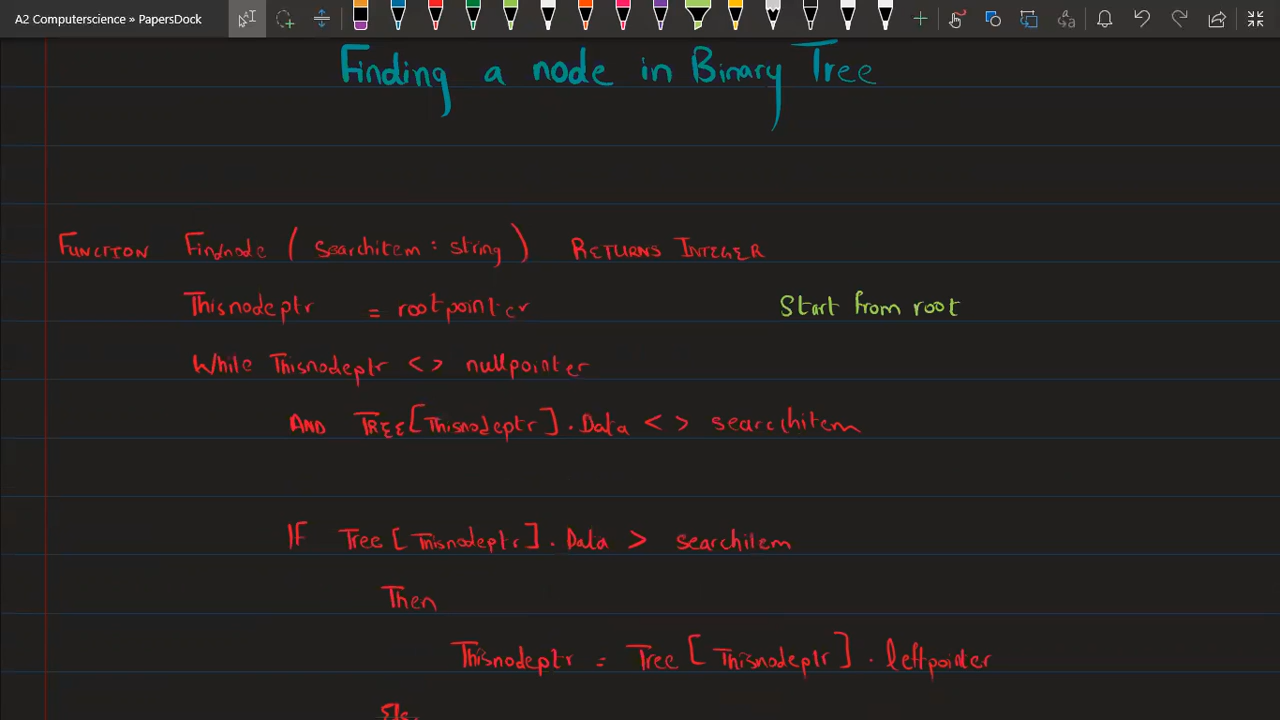 A2 Computerscience » PapersDock
Finding a node in Binary Tree
FUNCTION Findnode ( searchitem : string ) RETURNS INTEGER
Thisnodeptr = rootpointer Start from root
While Thisnodeptr < > nullpointer
AND TREE [Thisnodeptr] . Data < > searchitem
IF Tree [ Thisnodeptr ] . Data > searchitem
Then
Thisnodeptr = Tree [ Thisnodeptr ] . leftpointer